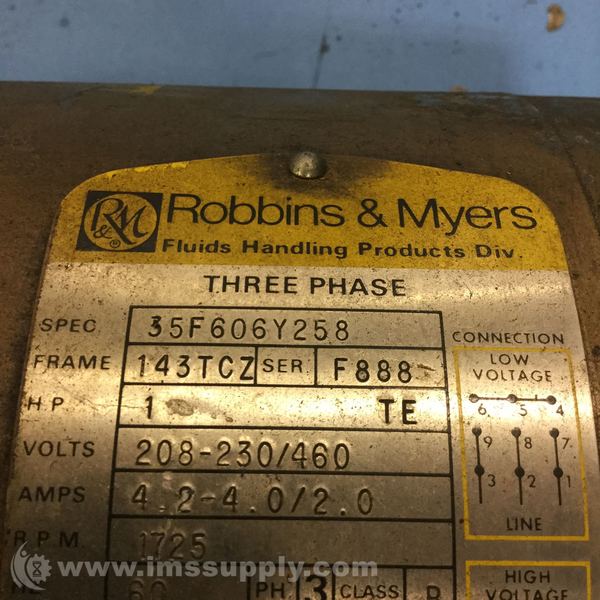 R&M ® Robbins & Myers
Fluids Handling Products Div.
THREE PHASE
SPEC 35F606Y258
FRAME 143TCZ SER. F888
H.P. 1 TE
VOLTS 208-230/460
AMPS 4.2-4.0/2.0
R.P.M. 1725
60 PH 3 CLASS B
CONNECTION
LOW
VOLTAGE
6 5 4
9 8 7
3 2 1
LINE
HIGH
VOLTAGE
© www.imssupply.com